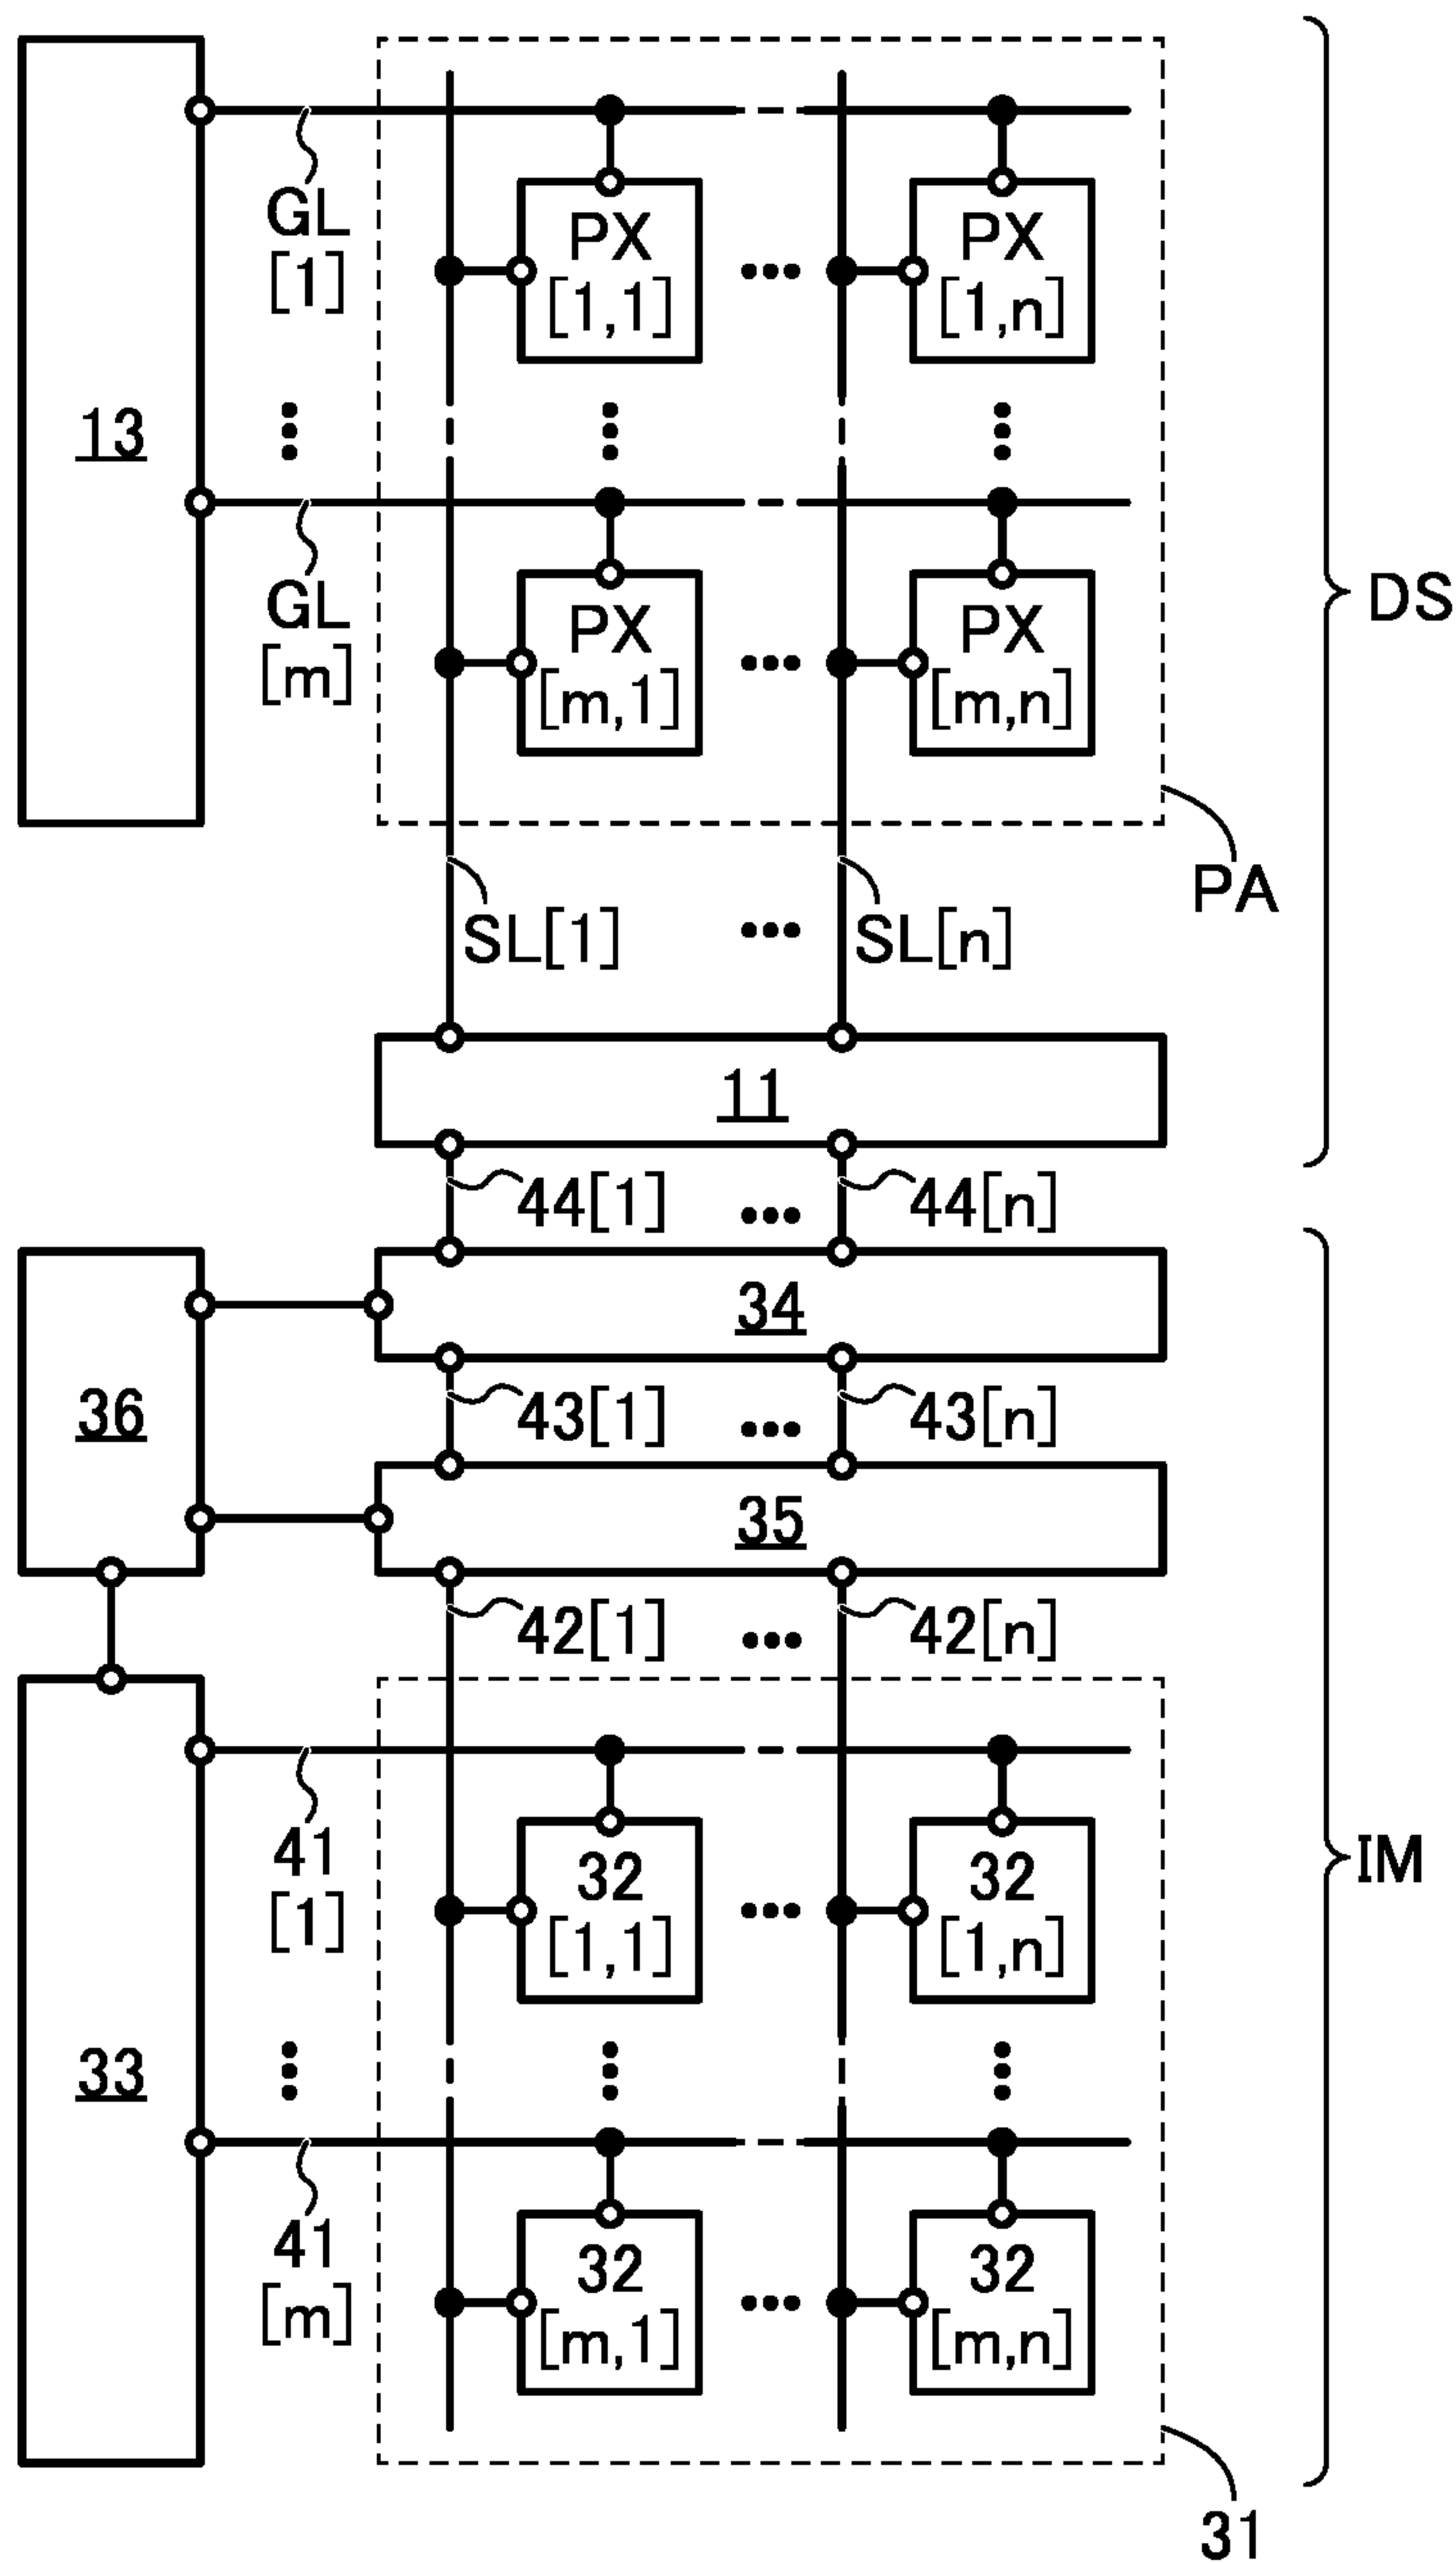 GL
[1]
PX
[1,1]
PX
[1,n]
13
GL
[m]
PX
[m,1]
PX
[m,n]
DS
PA
SL[1]
SL[n]
11
44[1]
44[n]
34
36
43[1]
43[n]
35
42[1]
42[n]
41
[1]
32
[1,1]
32
[1,n]
IM
33
41
[m]
32
[m,1]
32
[m,n]
31